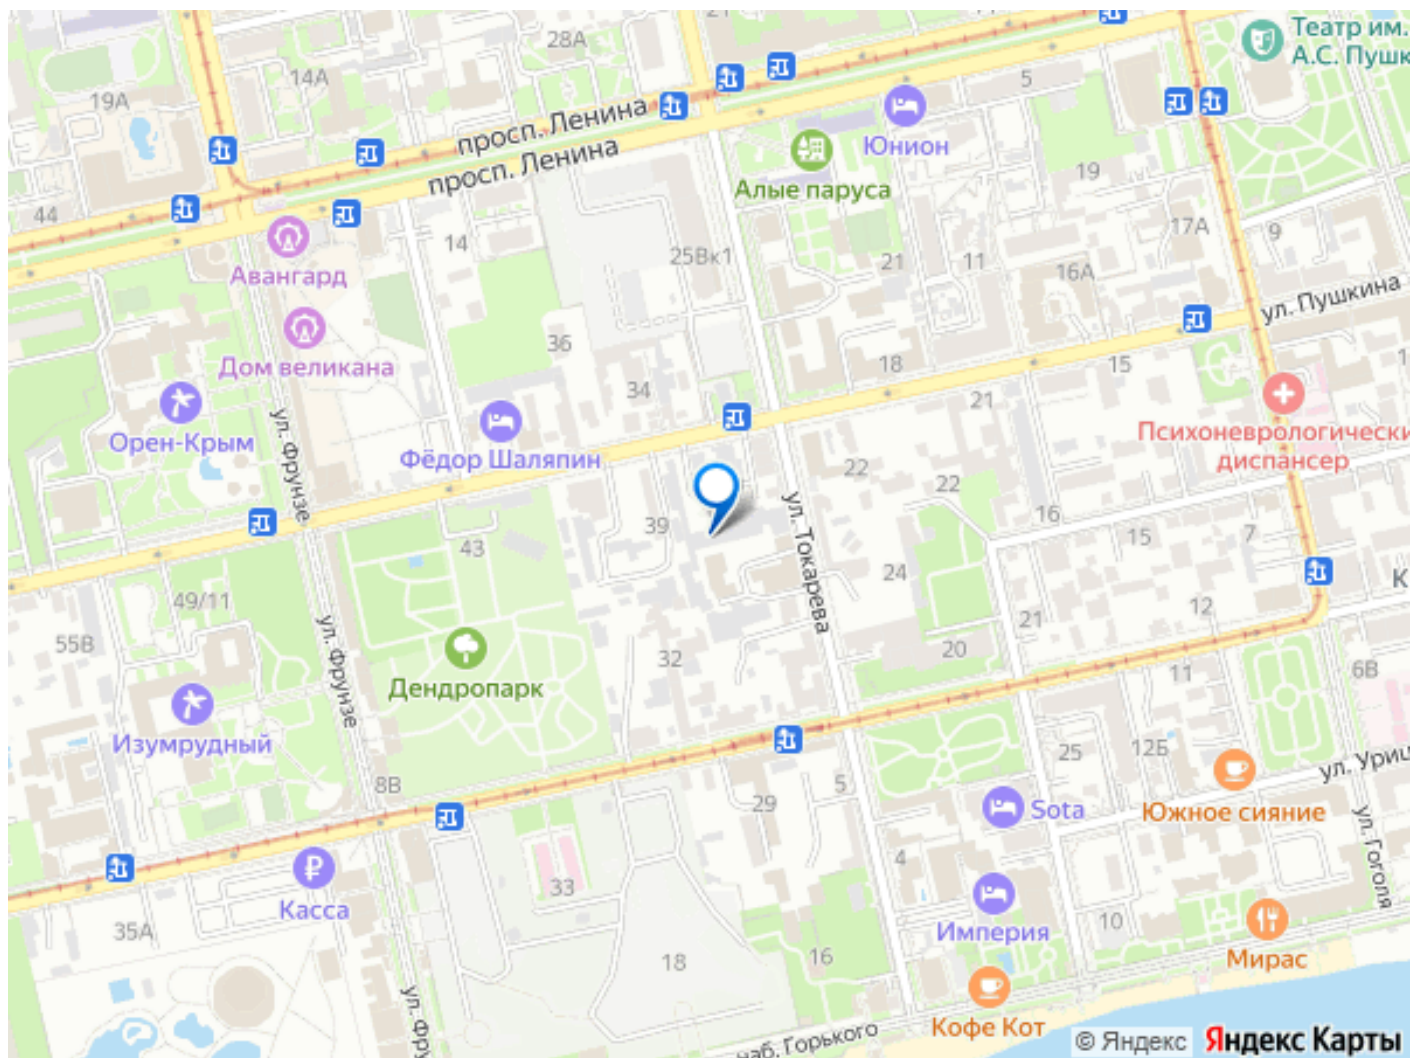 Театр им.
А.С. Пушк
28А
14А
19А
5
просп. Ленина
просп. Ленина
Юнион
Алые паруса
19
44
14
17А
9
25Вк1
21
11
16А
Авангард
ул. Пушкина
36
Дом великана
18
15
34
21
Орен-Крым
ул. Фрунзе
Фёдор Шаляпин
Психоневрологически
диспансер
22
22
ул. Токарева
16
39
43
15
7
24
К
49/11
12
21
ул. Фрунзе
55В
20
32
11
6В
Дендропарк
Изумрудный
25
12Б
ул. Уриц
8В
5
29
Sota
Южное сияние
ул. Гоголя
4
33
Касса
Империя
10
35А
Мирас
18
16
ул. Фру
Кофе Кот
наб. Горького
© Яндекс Яндекс Карты